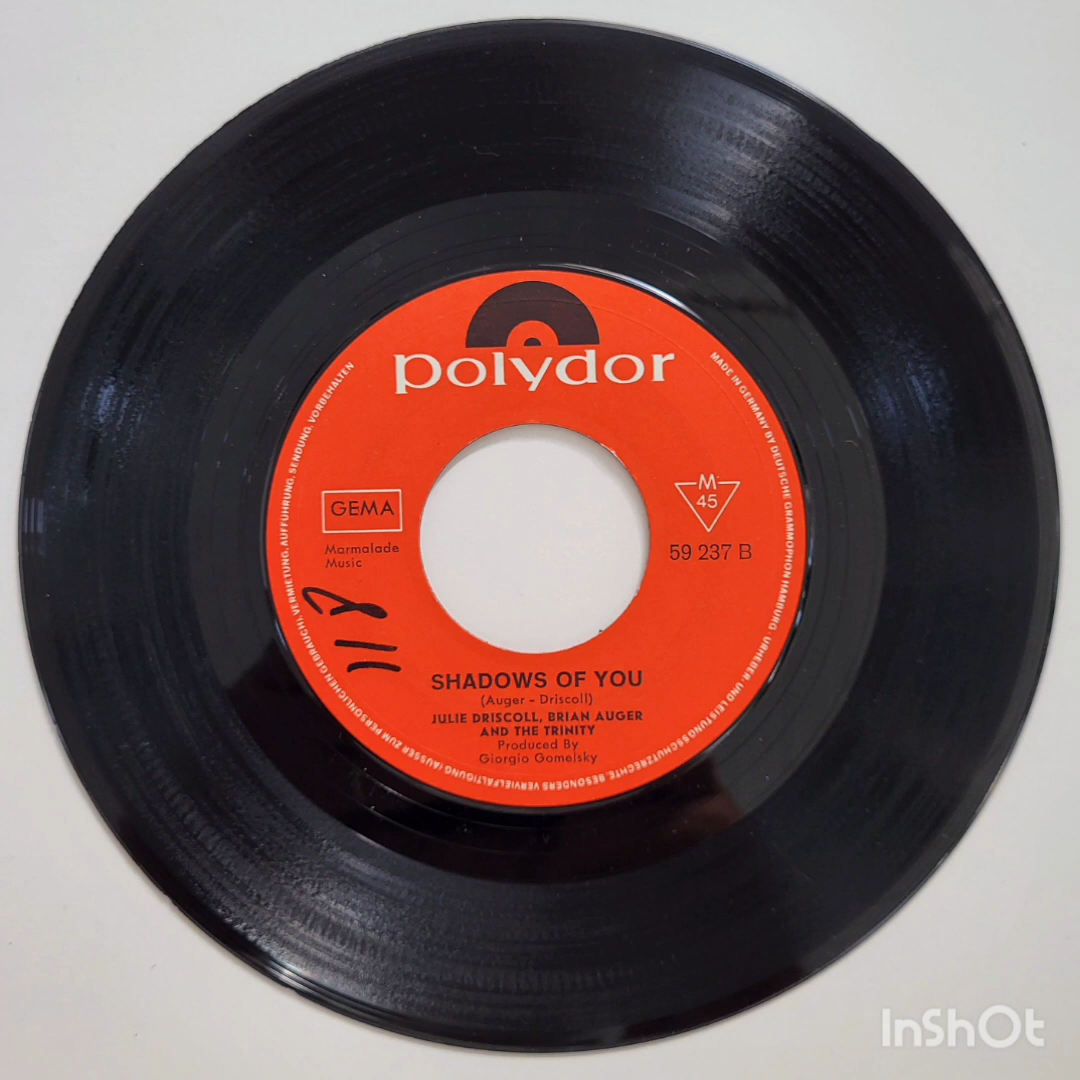 polydor
GEMA
Marmalade
Music
M
45
59 237 B
118
SHADOWS OF YOU
(Auger - Driscoll)
JULIE DRISCOLL, BRIAN AUGER
AND THE TRINITY
Produced By
Giorgio Gomelsky
MADE IN GERMANY BY DEUTSCHE GRAMMOPHON HAMBURG. URHEBER- UND LEISTUNGSSCHUTZRECHTE, BESONDERS VERVIELFÄLTIGUNG (AUSSER ZUM PERSÖNLICHEN GEBRAUCH), VERMIETUNG, AUFFÜHRUNG, SENDUNG, VORBEHALTEN
InShOt